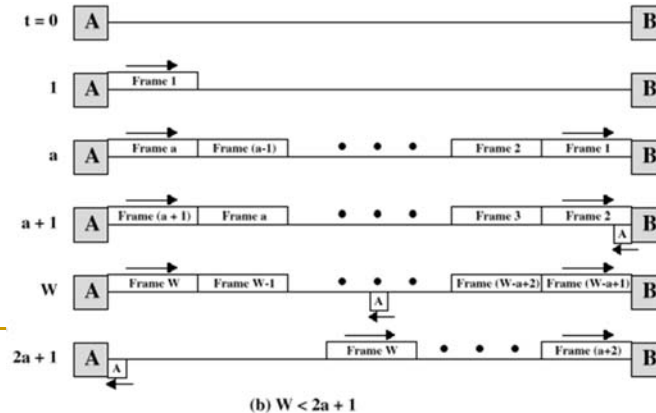 t = 0 A B
1 A Frame 1 B
a A Frame a Frame (a-1) • • • Frame 2 Frame 1 B
a + 1 A Frame (a + 1) Frame a • • • Frame 3 Frame 2 B
A
W A Frame W Frame W-1 • • • Frame (W-a+2) Frame (W-a+1) B
A
2a + 1 A Frame W • • • Frame (a+2) B
A
(b) W < 2a + 1